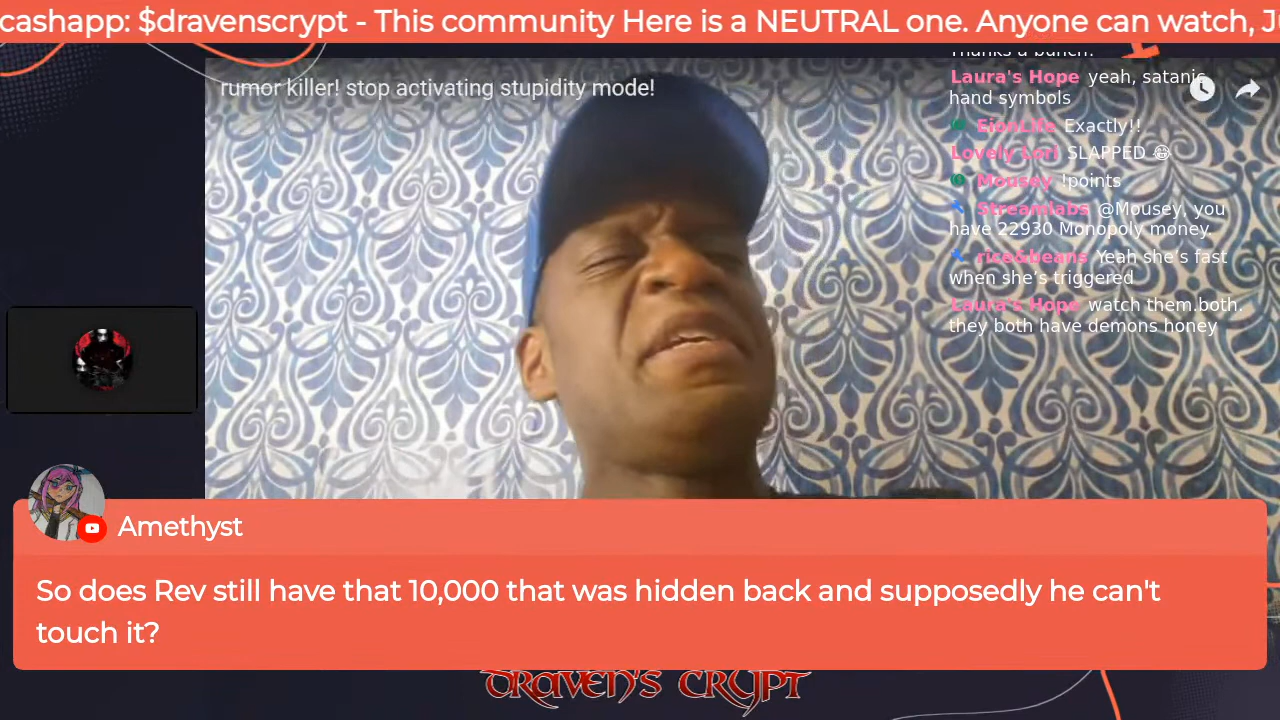 cashapp: $dravenscrypt - This community Here is a NEUTRAL one. Anyone can watch, J
rumor killer! stop activating stupidity mode!
Thanks a bunch!
Laura's Hope yeah, satanic
hand symbols
EionLife Exactly!!
Lovely Lori SLAPPED 😂
Mousey !points
Streamlabs @Mousey, you
have 22930 Monopoly money.
rice&beans Yeah she's fast
when she's triggered
Laura's Hope watch them.both.
they both have demons honey
Amethyst
So does Rev still have that 10,000 that was hidden back and supposedly he can't
touch it?
DRAVEN'S CRYPT